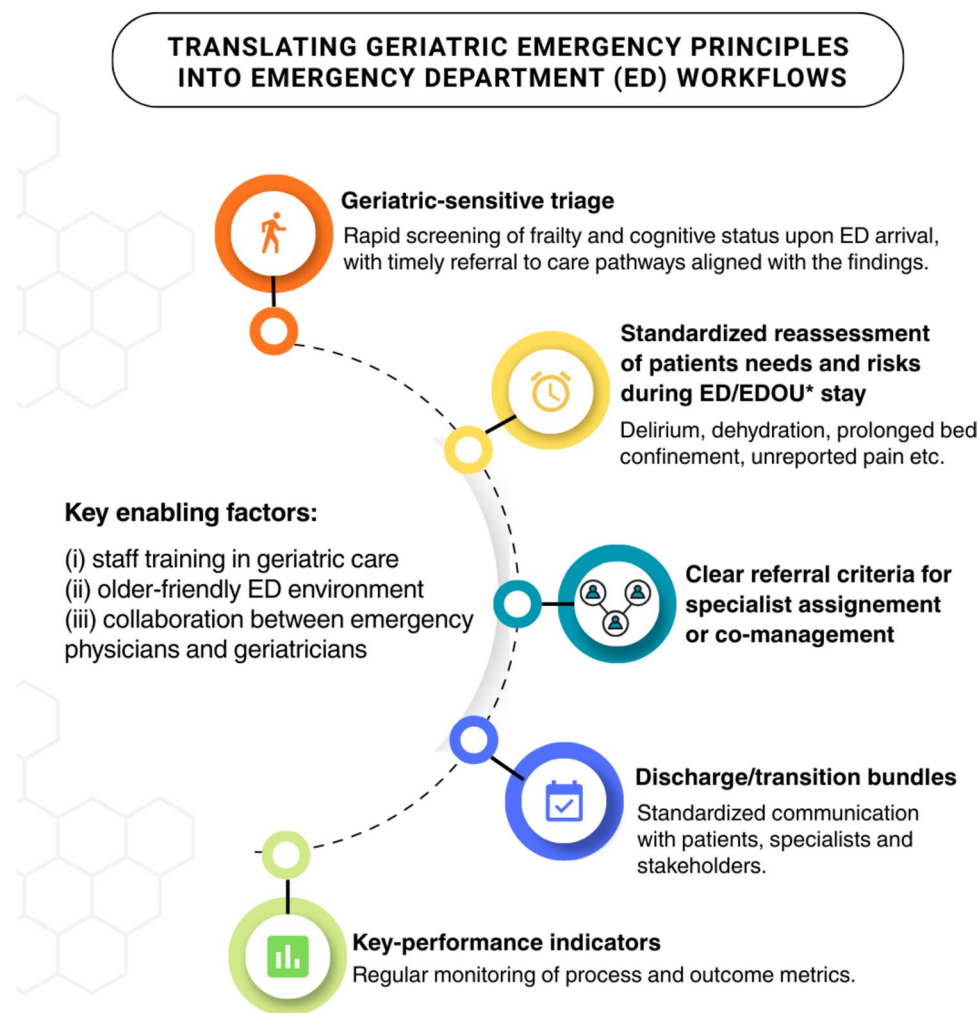 TRANSLATING GERIATRIC EMERGENCY PRINCIPLES
INTO EMERGENCY DEPARTMENT (ED) WORKFLOWS
Geriatric-sensitive triage
Rapid screening of frailty and cognitive status upon ED arrival,
with timely referral to care pathways aligned with the findings.
Standardized reassessment
of patients needs and risks
during ED/EDOU* stay
Delirium, dehydration, prolonged bed
confinement, unreported pain etc.
Key enabling factors:
(i) staff training in geriatric care
(ii) older-friendly ED environment
(iii) collaboration between emergency
physicians and geriatricians
Clear referral criteria for
specialist assignement
or co-management
Discharge/transition bundles
Standardized communication
with patients, specialists and
stakeholders.
Key-performance indicators
Regular monitoring of process and outcome metrics.